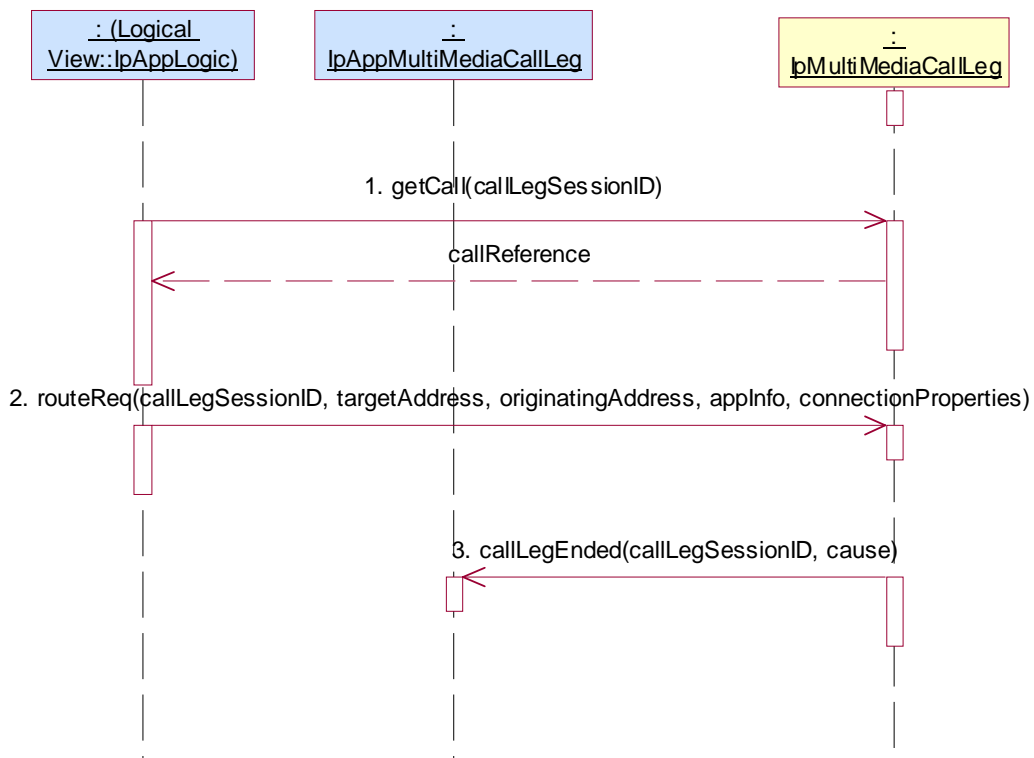 : (Logical
View::IpAppLogic)
:
IpAppMultiMediaCallLeg
:
IpMultiMediaCallLeg
1. getCall(callLegSessionID)
callReference
2. routeReq(callLegSessionID, targetAddress, originatingAddress, appInfo, connectionProperties)
3. callLegEnded(callLegSessionID, cause)